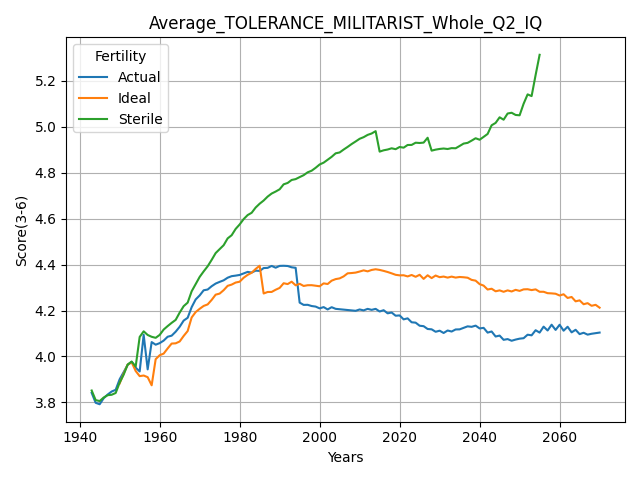 Average_TOLERANCE_MILITARIST_Whole_Q2_IQ
Fertility
Actual
Ideal
Sterile
Score(3-6)
5.2
5.0
4.8
4.6
4.4
4.2
4.0
3.8
1940 1960 1980 2000 2020 2040 2060
Years